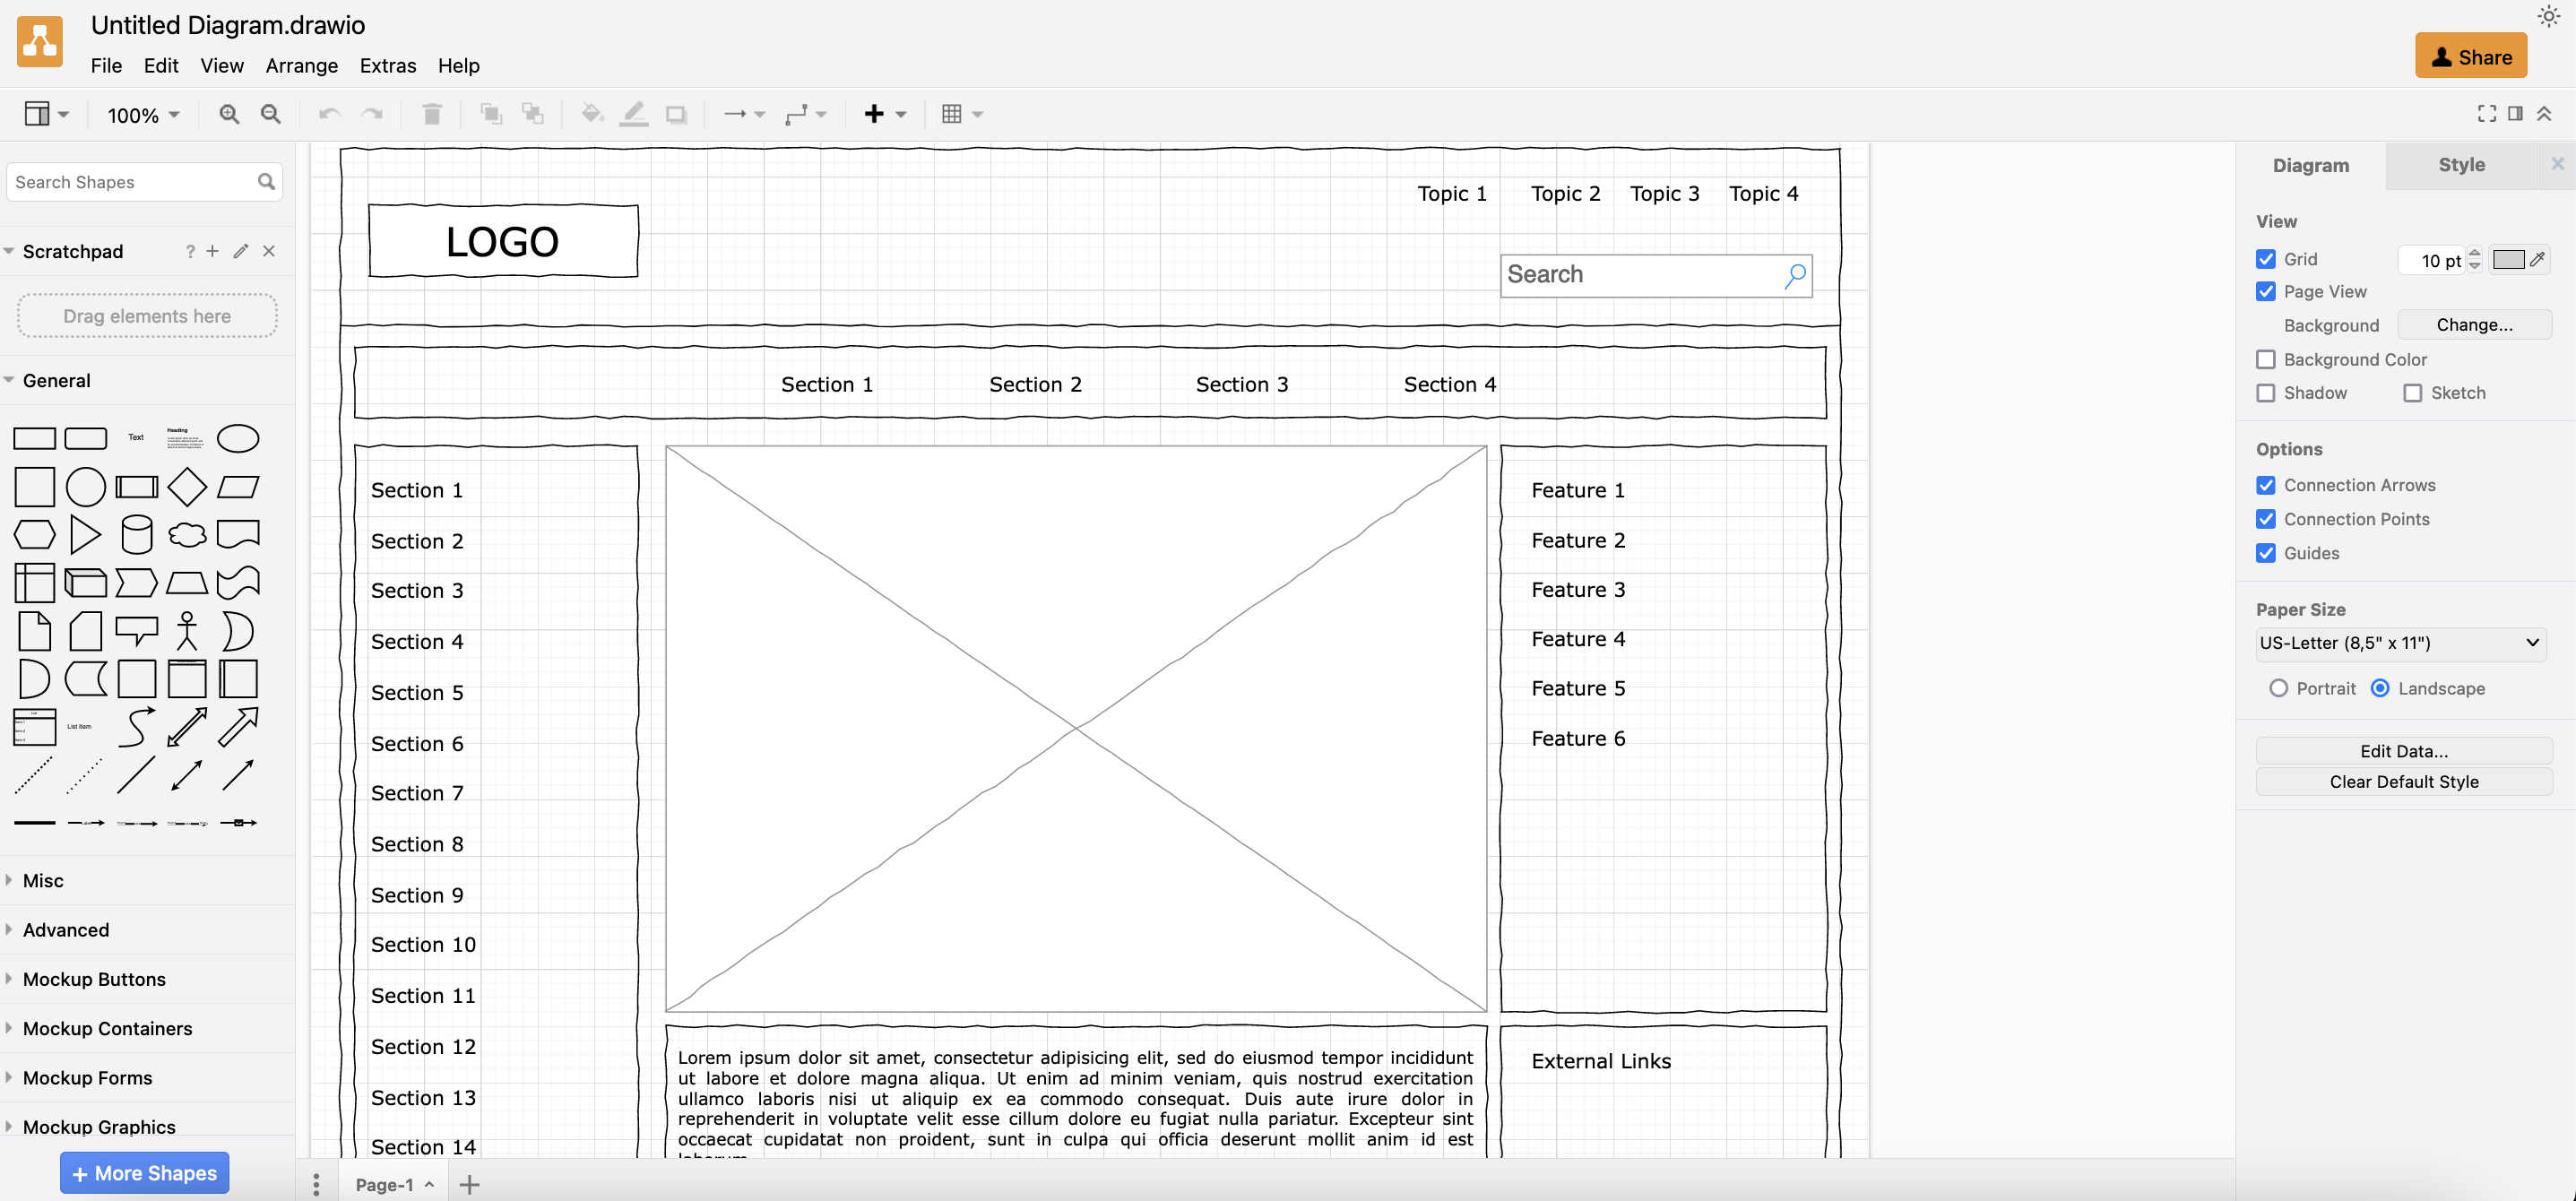 Untitled Diagram.drawio
File Edit View Arrange Extras Help
Share
100%
Search Shapes
Scratchpad ?
Drag elements here
General
Text
Heading
List Item
Misc
Advanced
Mockup Buttons
Mockup Containers
Mockup Forms
Mockup Graphics
+ More Shapes
LOGO
Topic 1 Topic 2 Topic 3 Topic 4
Search
Section 1 Section 2 Section 3 Section 4
Section 1
Section 2
Section 3
Section 4
Section 5
Section 6
Section 7
Section 8
Section 9
Section 10
Section 11
Section 12
Section 13
Section 14
Lorem ipsum dolor sit amet, consectetur adipisicing elit, sed do eiusmod tempor incididunt
ut labore et dolore magna aliqua. Ut enim ad minim veniam, quis nostrud exercitation
ullamco laboris nisi ut aliquip ex ea commodo consequat. Duis aute irure dolor in
reprehenderit in voluptate velit esse cillum dolore eu fugiat nulla pariatur. Excepteur sint
occaecat cupidatat non proident, sunt in culpa qui officia deserunt mollit anim id est
Feature 1
Feature 2
Feature 3
Feature 4
Feature 5
Feature 6
External Links
Page-1
Diagram Style
View
Grid 10 pt
Page View
Background Change...
Background Color
Shadow Sketch
Options
Connection Arrows
Connection Points
Guides
Paper Size
US-Letter (8,5" x 11")
Portrait Landscape
Edit Data...
Clear Default Style